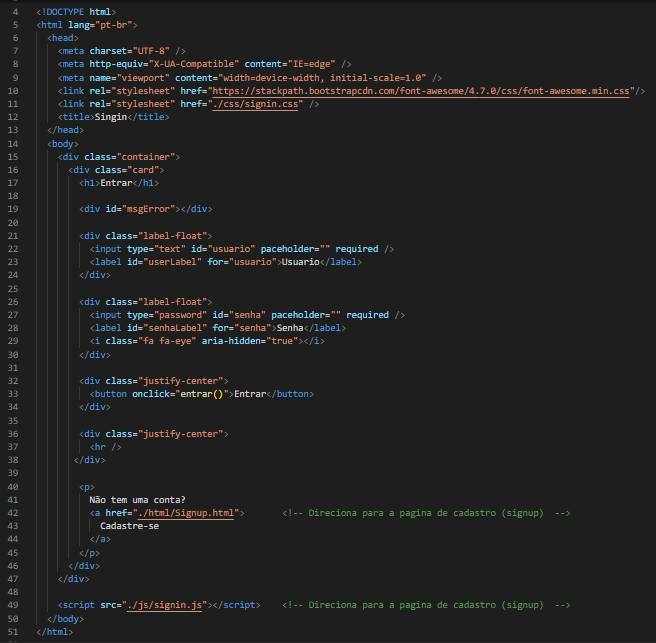 4 <!DOCTYPE html>
5 <html lang="pt-br">
6 <head>
7 <meta charset="UTF-8" />
8 <meta http-equiv="X-UA-Compatible" content="IE=edge" />
9 <meta name="viewport" content="width=device-width, initial-scale=1.0" />
10 <link rel="stylesheet" href="https://stackpath.bootstrapcdn.com/font-awesome/4.7.0/css/font-awesome.min.css"/>
11 <link rel="stylesheet" href="./css/signin.css" />
12 <title>Singin</title>
13 </head>
14 <body>
15 <div class="container">
16 <div class="card">
17 <h1>Entrar</h1>
18
19 <div id="msgError"></div>
20
21 <div class="label-float">
22 <input type="text" id="usuario" paceholder="" required />
23 <label id="userLabel" for="usuario">Usuario</label>
24 </div>
25
26 <div class="label-float">
27 <input type="password" id="senha" paceholder="" required />
28 <label id="senhaLabel" for="senha">Senha</label>
29 <i class="fa fa-eye" aria-hidden="true"></i>
30 </div>
31
32 <div class="justify-center">
33 <button onclick="entrar()">Entrar</button>
34 </div>
35
36 <div class="justify-center">
37 <hr />
38 </div>
39
40 <p>
41 Não tem uma conta?
42 <a href="./html/Signup.html"> <!-- Direciona para a pagina de cadastro (signup) -->
43 Cadastre-se
44 </a>
45 </p>
46 </div>
47 </div>
48
49 <script src="./js/signin.js"></script> <!-- Direciona para a pagina de cadastro (signup) -->
50 </body>
51 </html>